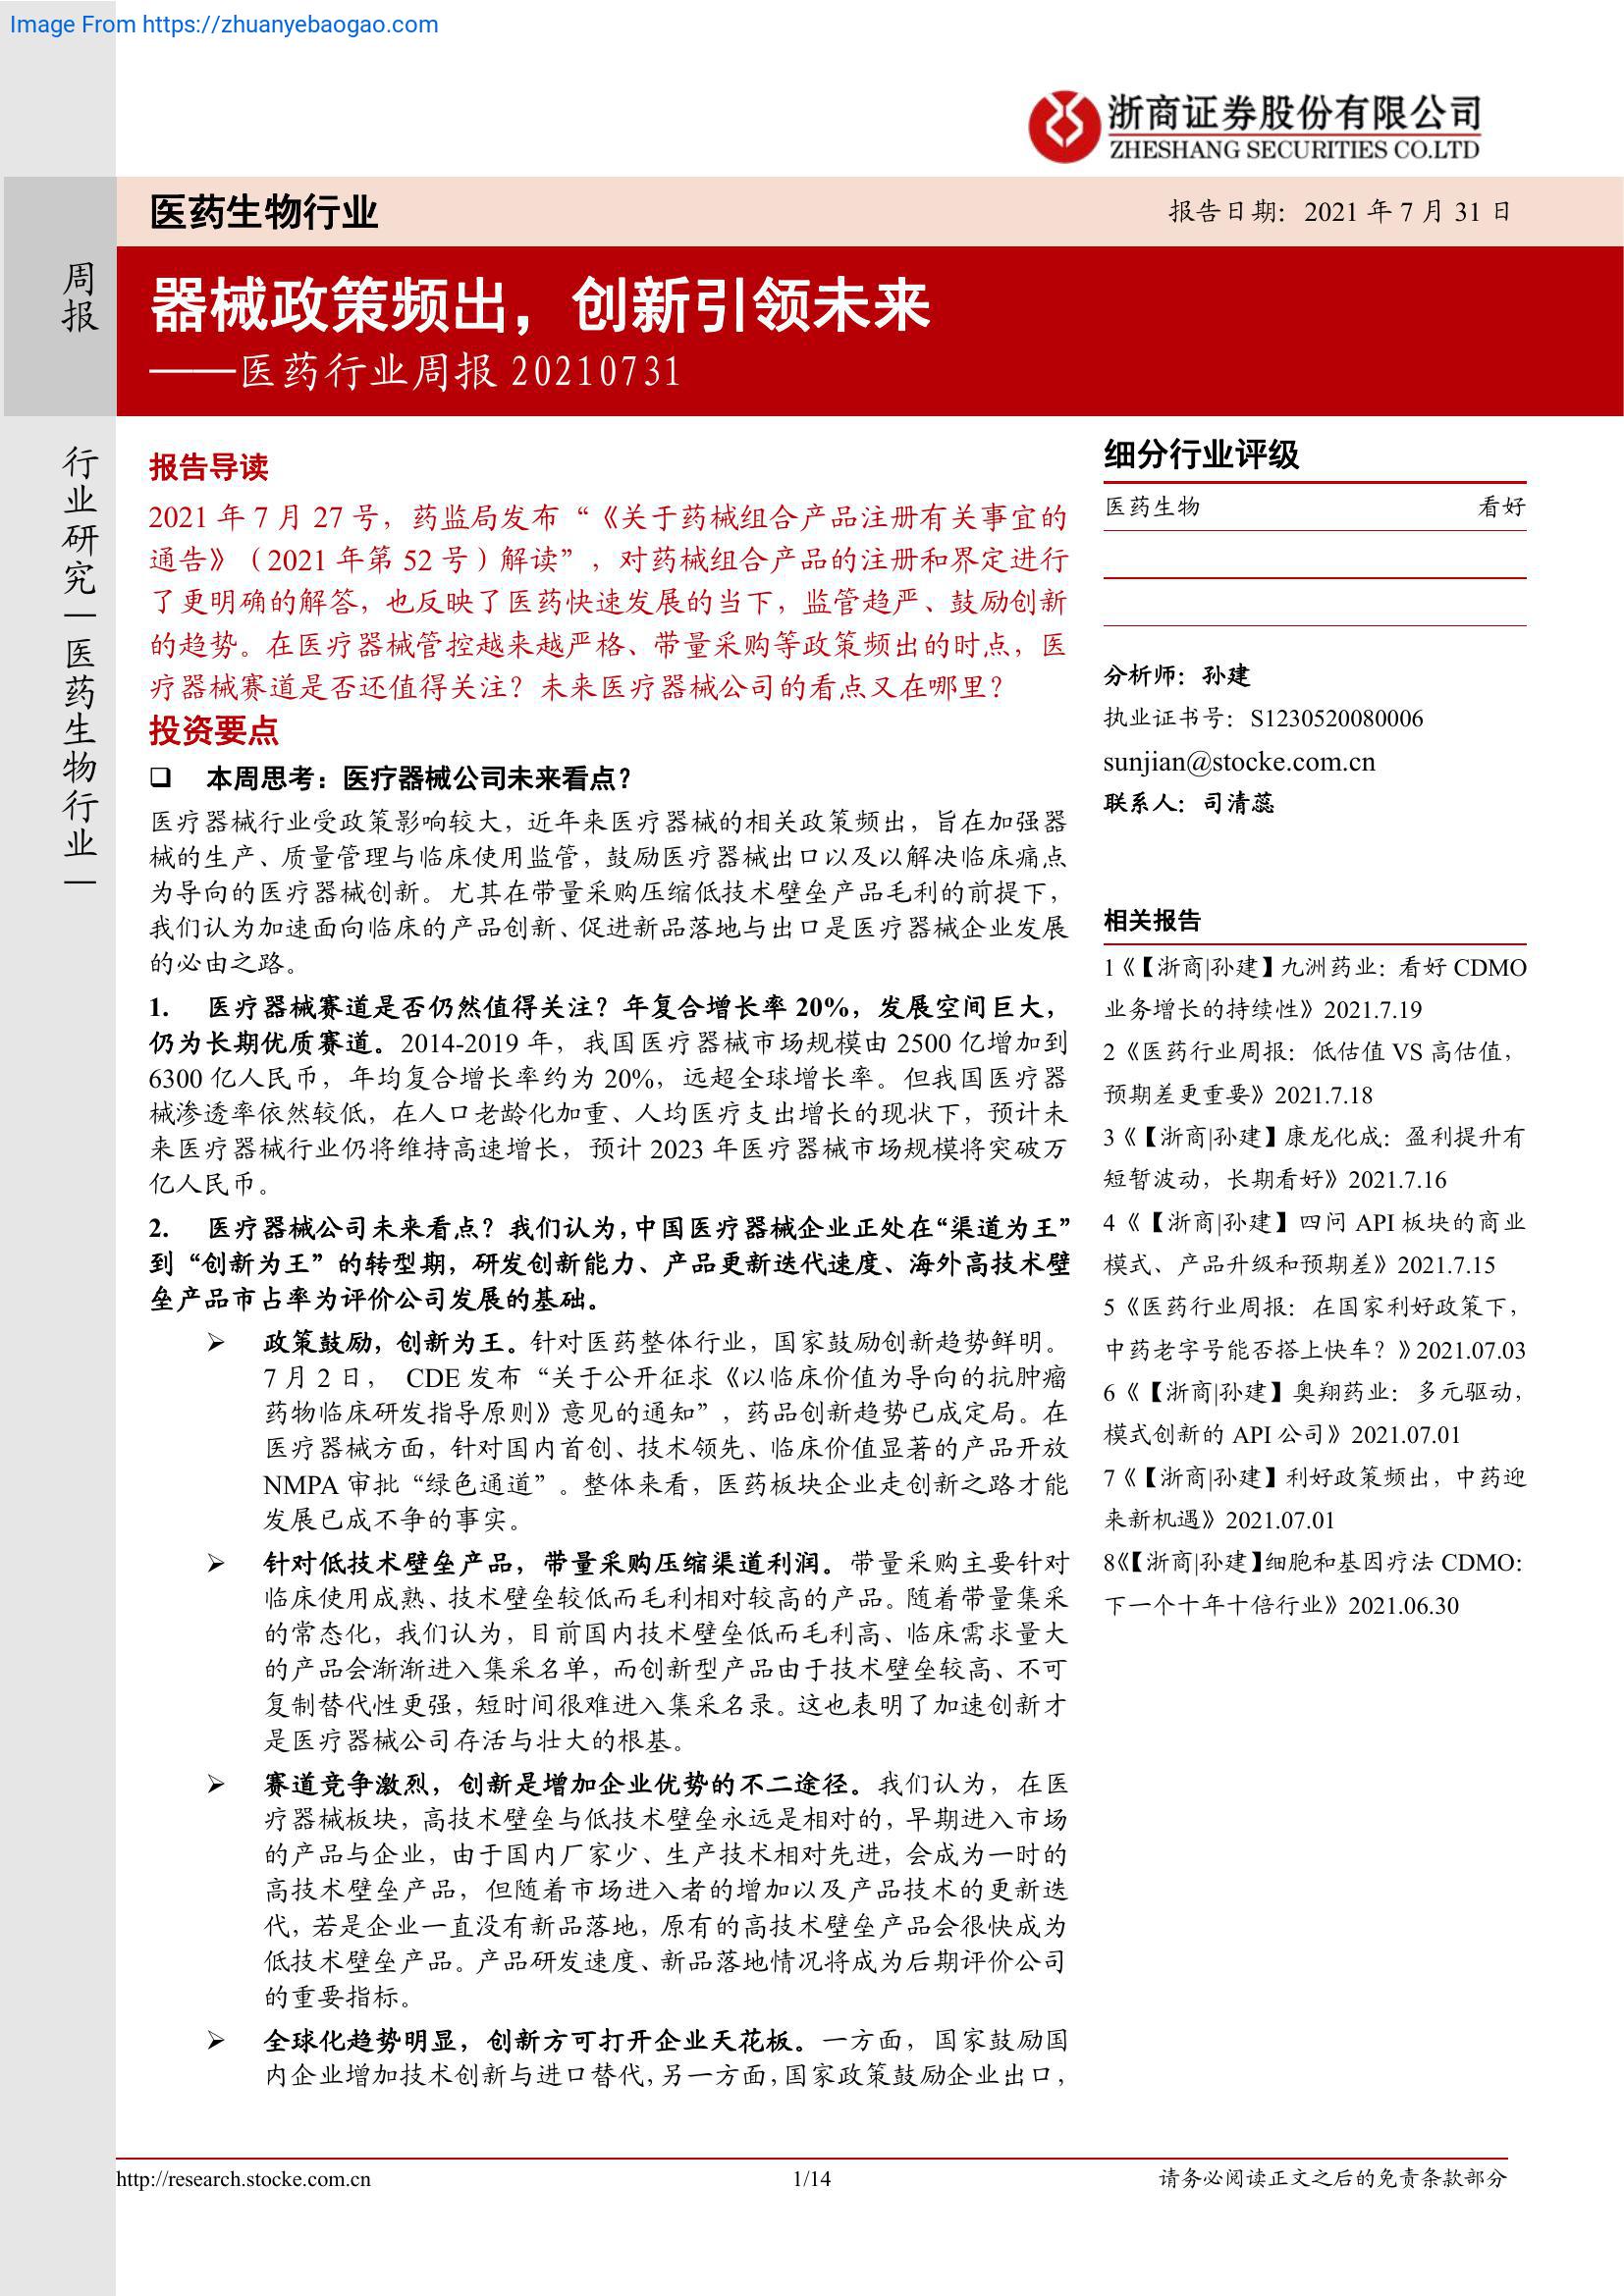 Image From https://zhuanyebaogao.com
浙商证券股份有限公司
ZHESHANG SECURITIES CO.LTD
医药生物行业
报告日期：2021 年 7 月 31 日
周报
行业研究—医药生物行业—
器械政策频出，创新引领未来
——医药行业周报 20210731
报告导读
2021 年 7 月 27 号，药监局发布“《关于药械组合产品注册有关事宜的
通告》（2021 年第 52 号）解读”，对药械组合产品的注册和界定进行
了更明确的解答，也反映了医药快速发展的当下，监管趋严、鼓励创新
的趋势。在医疗器械管控越来越严格、带量采购等政策频出的时点，医
疗器械赛道是否还值得关注？未来医疗器械公司的看点又在哪里？
投资要点
❑ 本周思考：医疗器械公司未来看点？
医疗器械行业受政策影响较大，近年来医疗器械的相关政策频出，旨在加强器
械的生产、质量管理与临床使用监管，鼓励医疗器械出口以及以解决临床痛点
为导向的医疗器械创新。尤其在带量采购压缩低技术壁垒产品毛利的前提下，
我们认为加速面向临床的产品创新、促进新品落地与出口是医疗器械企业发展
的必由之路。
1. 医疗器械赛道是否仍然值得关注？年复合增长率 20%，发展空间巨大，
仍为长期优质赛道。2014-2019 年，我国医疗器械市场规模由 2500 亿增加到
6300 亿人民币，年均复合增长率约为 20%，远超全球增长率。但我国医疗器
械渗透率依然较低，在人口老龄化加重、人均医疗支出增长的现状下，预计未
来医疗器械行业仍将维持高速增长，预计 2023 年医疗器械市场规模将突破万
亿人民币。
2. 医疗器械公司未来看点？我们认为，中国医疗器械企业正处在“渠道为王”
到“创新为王”的转型期，研发创新能力、产品更新迭代速度、海外高技术壁
垒产品市占率为评价公司发展的基础。
➢ 政策鼓励，创新为王。针对医药整体行业，国家鼓励创新趋势鲜明。
7 月 2 日， CDE 发布“关于公开征求《以临床价值为导向的抗肿瘤
药物临床研发指导原则》意见的通知”，药品创新趋势已成定局。在
医疗器械方面，针对国内首创、技术领先、临床价值显著的产品开放
NMPA 审批“绿色通道”。整体来看，医药板块企业走创新之路才能
发展已成不争的事实。
➢ 针对低技术壁垒产品，带量采购压缩渠道利润。带量采购主要针对
临床使用成熟、技术壁垒较低而毛利相对较高的产品。随着带量集采
的常态化，我们认为，目前国内技术壁垒低而毛利高、临床需求量大
的产品会渐渐进入集采名单，而创新型产品由于技术壁垒较高、不可
复制替代性更强，短时间很难进入集采名录。这也表明了加速创新才
是医疗器械公司存活与壮大的根基。
➢ 赛道竞争激烈，创新是增加企业优势的不二途径。我们认为，在医
疗器械板块，高技术壁垒与低技术壁垒永远是相对的，早期进入市场
的产品与企业，由于国内厂家少、生产技术相对先进，会成为一时的
高技术壁垒产品，但随着市场进入者的增加以及产品技术的更新迭
代，若是企业一直没有新品落地，原有的高技术壁垒产品会很快成为
低技术壁垒产品。产品研发速度、新品落地情况将成为后期评价公司
的重要指标。
➢ 全球化趋势明显，创新方可打开企业天花板。一方面，国家鼓励国
内企业增加技术创新与进口替代，另一方面，国家政策鼓励企业出口，
细分行业评级
医药生物 看好
分析师：孙建
执业证书号：S1230520080006
sunjian@stocke.com.cn
联系人：司清蕊
相关报告
1《【浙商|孙建】九洲药业：看好 CDMO
业务增长的持续性》2021.7.19
2《医药行业周报：低估值 VS 高估值，
预期差更重要》2021.7.18
3《【浙商|孙建】康龙化成：盈利提升有
短暂波动，长期看好》2021.7.16
4《【浙商|孙建】四问 API 板块的商业
模式、产品升级和预期差》2021.7.15
5《医药行业周报：在国家利好政策下，
中药老字号能否搭上快车？》2021.07.03
6《【浙商|孙建】奥翔药业：多元驱动，
模式创新的 API 公司》2021.07.01
7《【浙商|孙建】利好政策频出，中药迎
来新机遇》2021.07.01
8《【浙商|孙建】细胞和基因疗法 CDMO：
下一个十年十倍行业》2021.06.30
http://research.stocke.com.cn
1/14
请务必阅读正文之后的免责条款部分